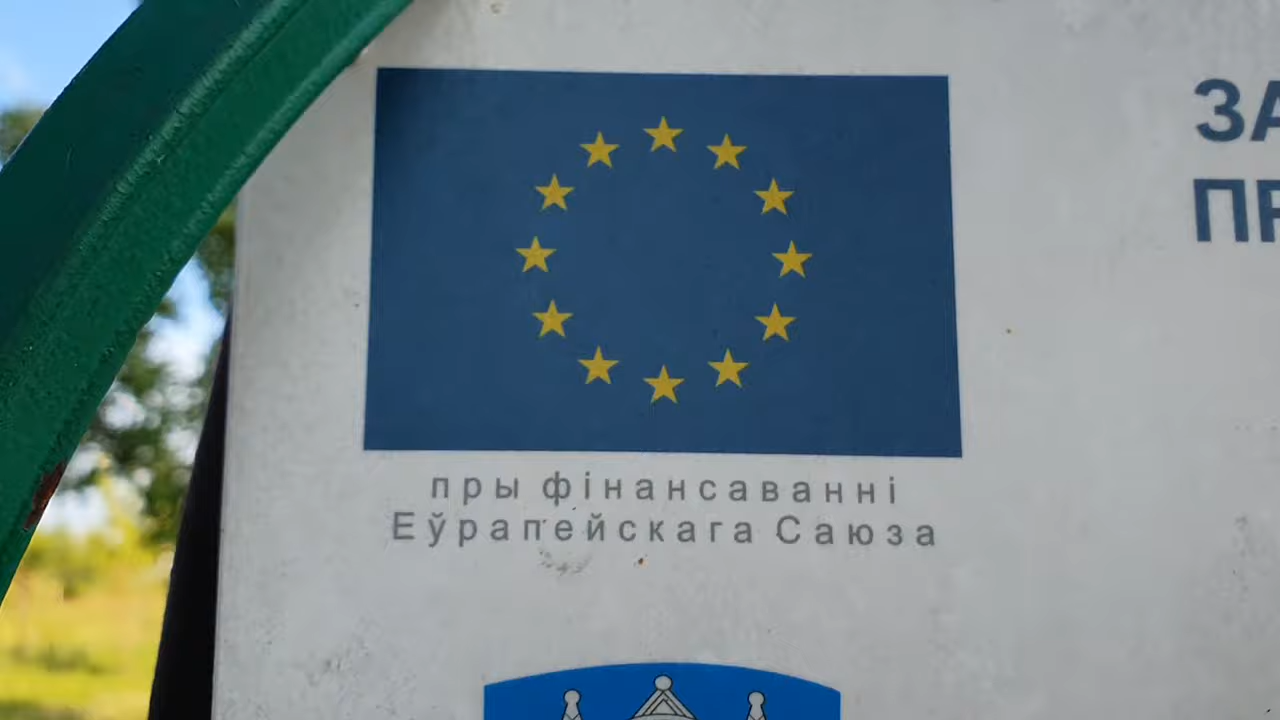 пры фінансаванні
Еўрапейскага Саюза